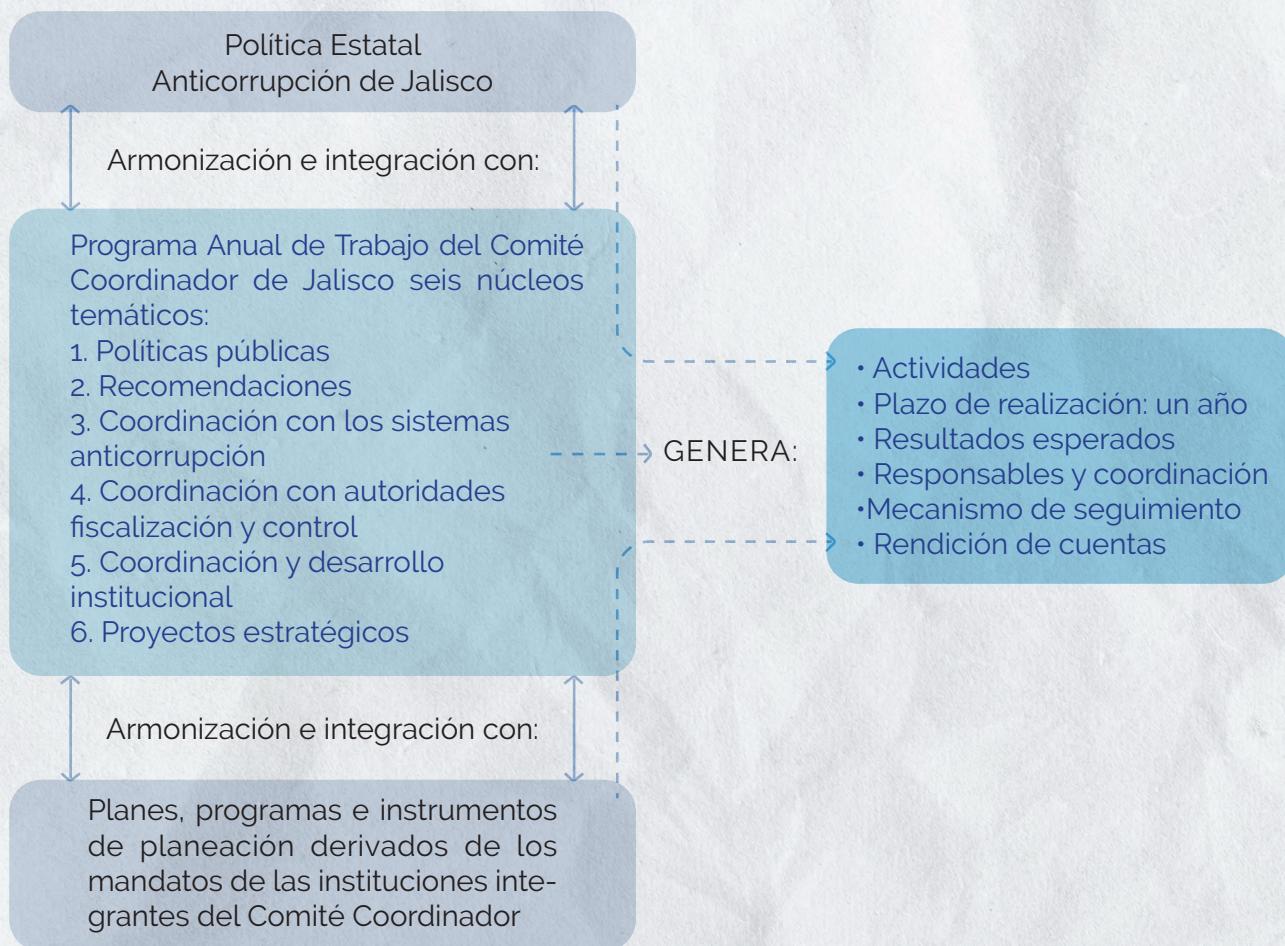 Política Estatal
Anticorrupción de Jalisco
Armonización e integración con:
Programa Anual de Trabajo del Comité
Coordinador de Jalisco seis núcleos
temáticos:
1. Políticas públicas
2. Recomendaciones
3. Coordinación con los sistemas
anticorrupción
4. Coordinación con autoridades
fiscalización y control
5. Coordinación y desarrollo
institucional
6. Proyectos estratégicos
GENERA:
• Actividades
• Plazo de realización: un año
• Resultados esperados
• Responsables y coordinación
•Mecanismo de seguimiento
• Rendición de cuentas
Armonización e integración con:
Planes, programas e instrumentos
de planeación derivados de los
mandatos de las instituciones inte-
grantes del Comité Coordinador